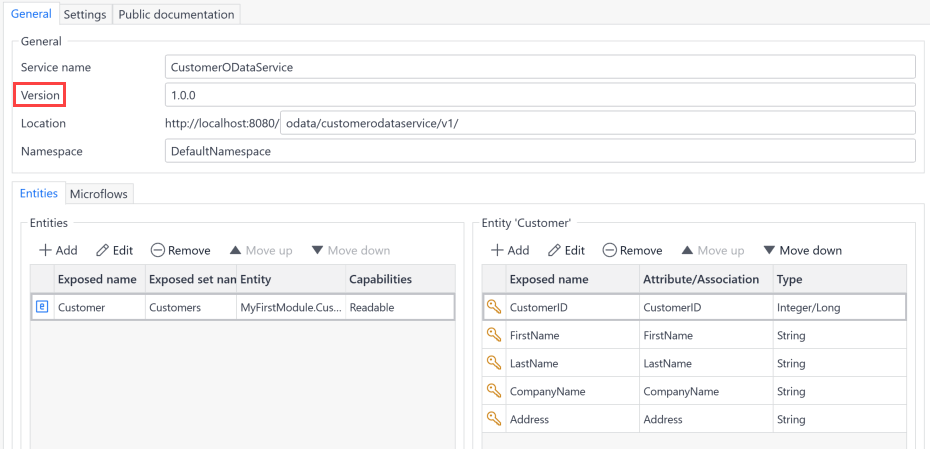 General Settings Public documentation
General
Service name CustomerODataService
Version 1.0.0
Location http://localhost:8080/ odata/customerodataservice/v1/
Namespace DefaultNamespace
Entities Microflows
Entities
Add Edit Remove Move up Move down
Exposed name Exposed set nan Entity Capabilities
e Customer Customers MyFirstModule.Cus... Readable
Entity 'Customer'
Add Edit Remove Move up Move down
Exposed name Attribute/Association Type
CustomerID CustomerID Integer/Long
FirstName FirstName String
LastName LastName String
CompanyName CompanyName String
Address Address String